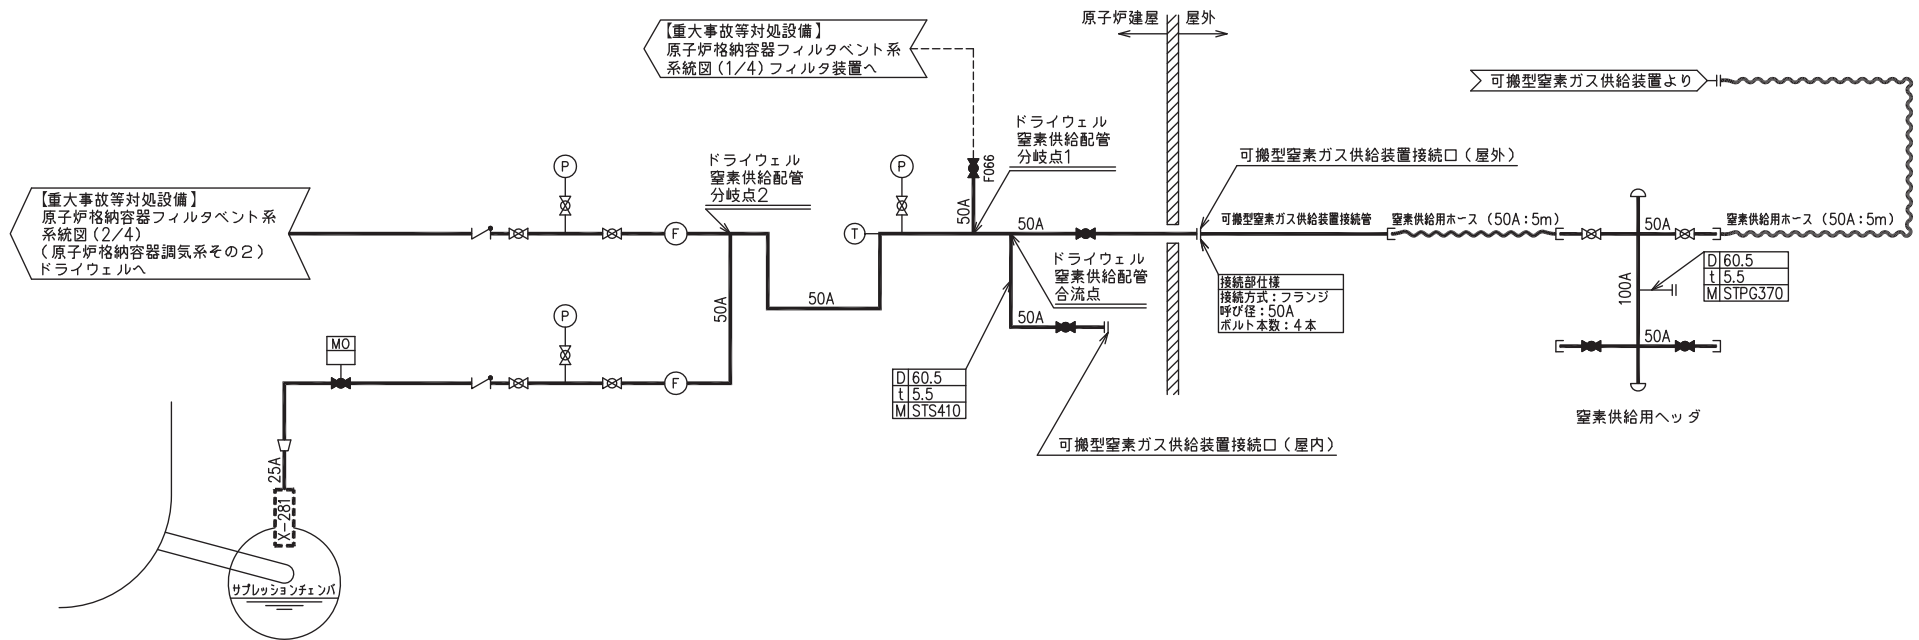 【重大事故等対処設備】
原子炉格納容器フィルタベント系
系統図(1/4)フィルタ装置へ
原子炉建屋
屋外
可搬型窒素ガス供給装置より
ドライウェル
窒素供給配管
分岐点1
ドライウェル
窒素供給配管
分岐点2
P
P
F066
50A
50A
可搬型窒素ガス供給装置接続口(屋外)
【重大事故等対処設備】
原子炉格納容器フィルタベント系
系統図(2/4)
(原子炉格納容器調気系その2)
ドライウェルへ
F
T
可搬型窒素ガス供給装置接続管
窒素供給用ホース(50A:5m)
50A
窒素供給用ホース(50A:5m)
ドライウェル
窒素供給配管
合流点
接続部仕様
接続方式:フランジ
呼び径:50A
ボルト本数:4本
D 60.5
t 5.5
M STPG370
100A
50A
50A
50A
50A
P
MO
F
D 60.5
t 5.5
M STS410
窒素供給用ヘッダ
可搬型窒素ガス供給装置接続口(屋内)
25A
X-281
サプレッションチェンバ